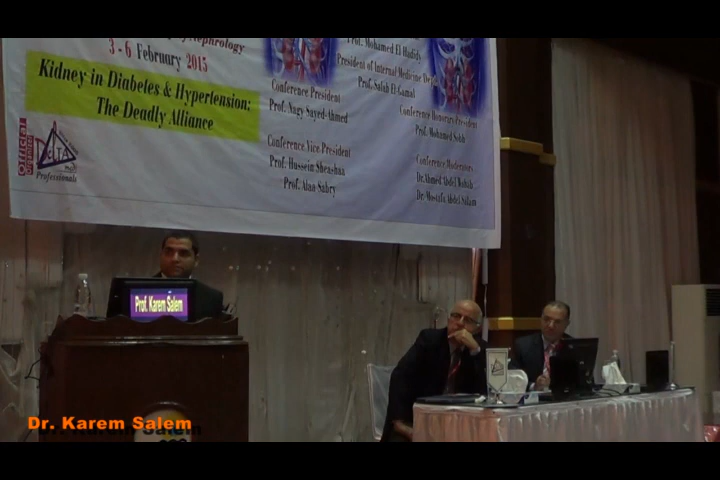 Nephrology
3 - 6 February 2015
Kidney in Diabetes & Hypertension:
The Deadly Alliance
Official
DELTA
Professionals
Conference President
Prof. Nagy Sayed-Ahmed
Conference Vice-President
Prof. Hussein Sheashaa
Prof. Alaa Sabry
Prof. Mohamed El-Hadidy
President of Internal Medicine Dep.
Prof. Salah El-Gamal
Conference Honorary President
Prof. Mohamed Sobh
Conference Moderators
Dr. Ahmed Abdel Wahab
Dr. Mostafa Abdel Salam
Prof. Karem Salem
Dr. Karem Salem